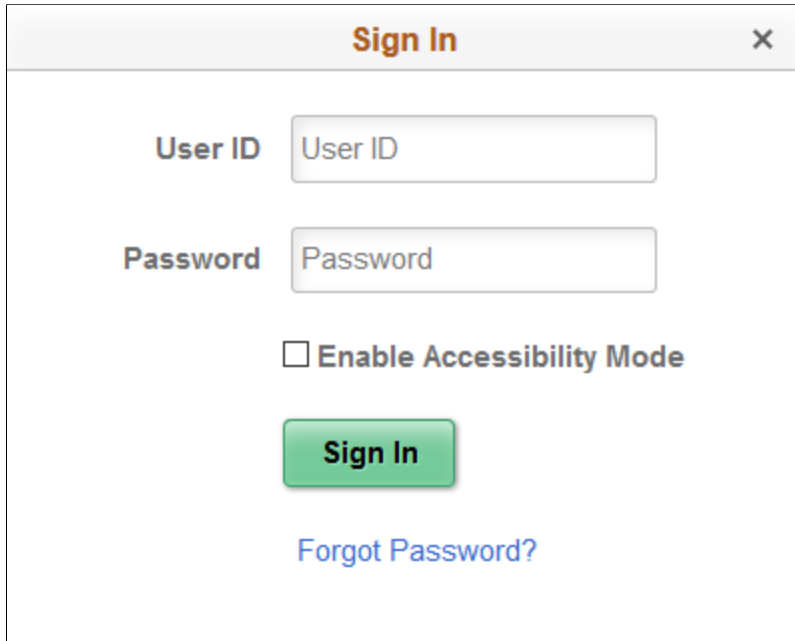 Sign In ×
User ID User ID
Password Password
Enable Accessibility Mode
Sign In
Forgot Password?